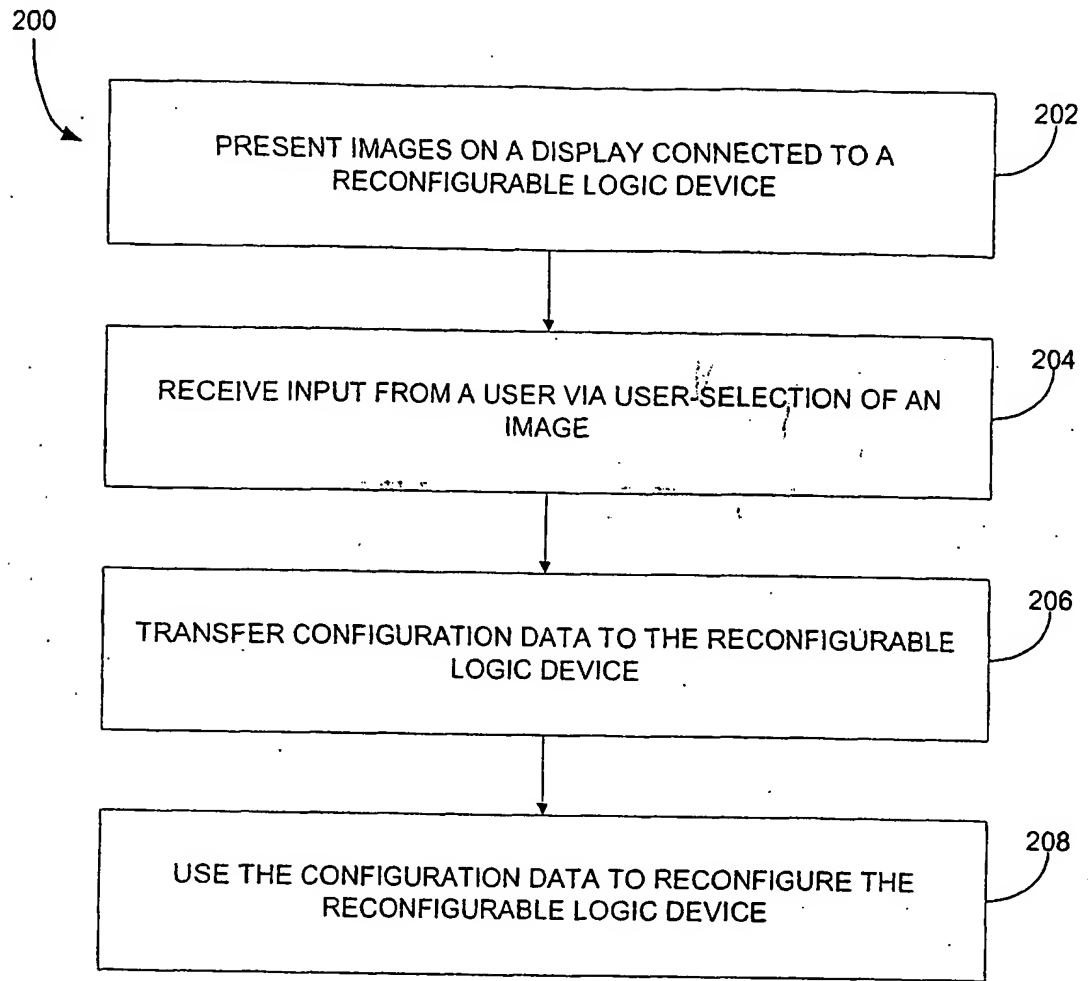 200
202
PRESENT IMAGES ON A DISPLAY CONNECTED TO A
RECONFIGURABLE LOGIC DEVICE
204
RECEIVE INPUT FROM A USER VIA USER-SELECTION OF AN
IMAGE
206
TRANSFER CONFIGURATION DATA TO THE RECONFIGURABLE
LOGIC DEVICE
208
USE THE CONFIGURATION DATA TO RECONFIGURE THE
RECONFIGURABLE LOGIC DEVICE